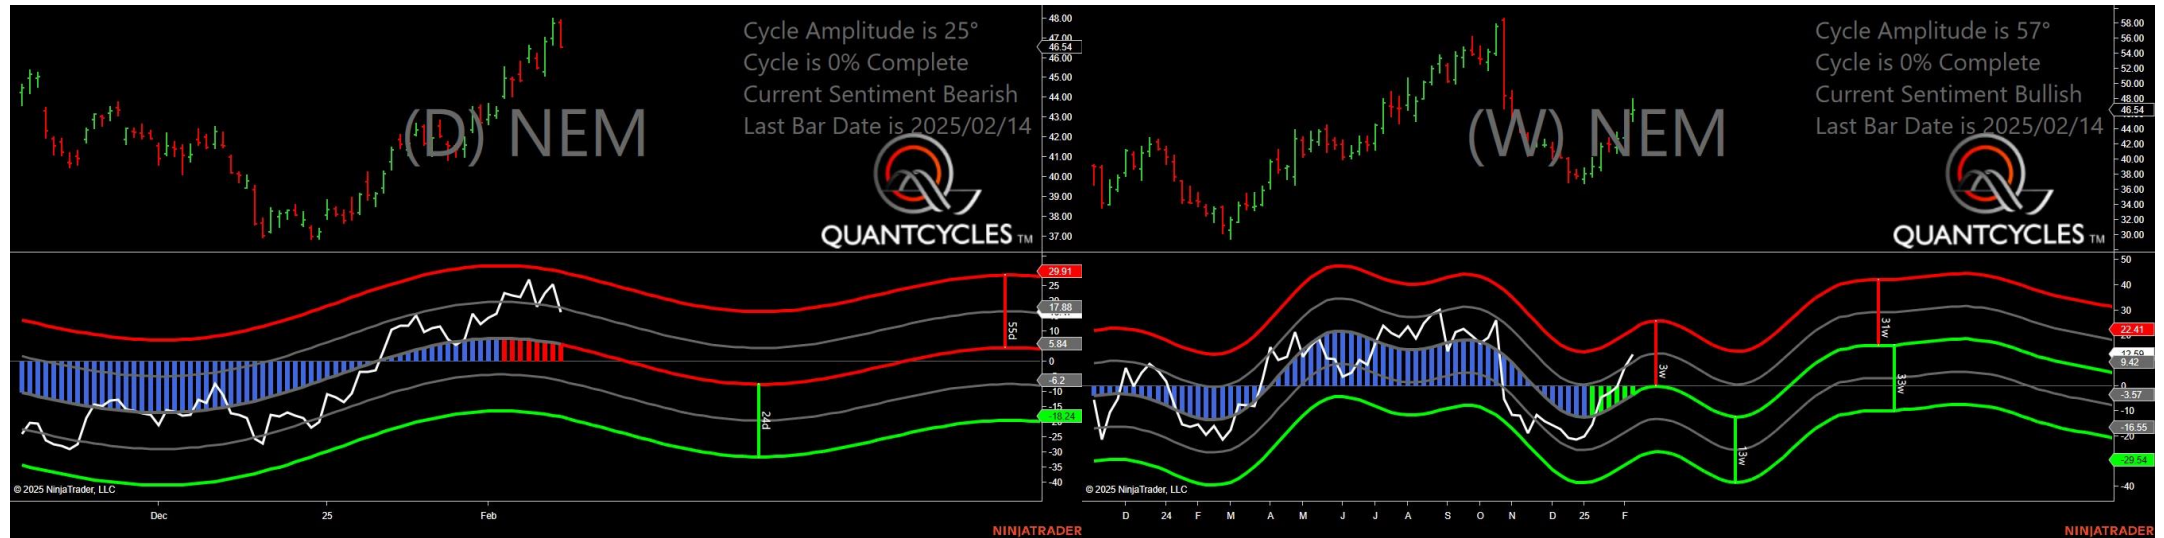 Cycle Amplitude is 25°
Cycle is 0% Complete
Current Sentiment Bearish
Last Bar Date is 2025/02/14
(D) NEM
QUANTCYCLES TM
48.00
47.00
46.54
46.00
45.00
44.00
43.00
42.00
41.00
40.00
39.00
38.00
37.00
29.91
25
17.88
10
5.84
0
-6.2
-10
-15
-18.24
-25
-30
-35
-40
55d
24d
© 2025 NinjaTrader, LLC
Dec
25
Feb
NINJATRADER
Cycle Amplitude is 57°
Cycle is 0% Complete
Current Sentiment Bullish
Last Bar Date is 2025/02/14
(W) NEM
QUANTCYCLES TM
58.00
56.00
54.00
52.00
50.00
48.00
46.54
44.00
42.00
40.00
38.00
36.00
34.00
32.00
30.00
50
40
30
22.41
12.59
9.42
0
-3.57
-10
-16.55
-20
-29.54
-40
3w
13w
31w
33w
© 2025 NinjaTrader, LLC
D 24 F M A M J J A S O N D 25 F
NINJATRADER